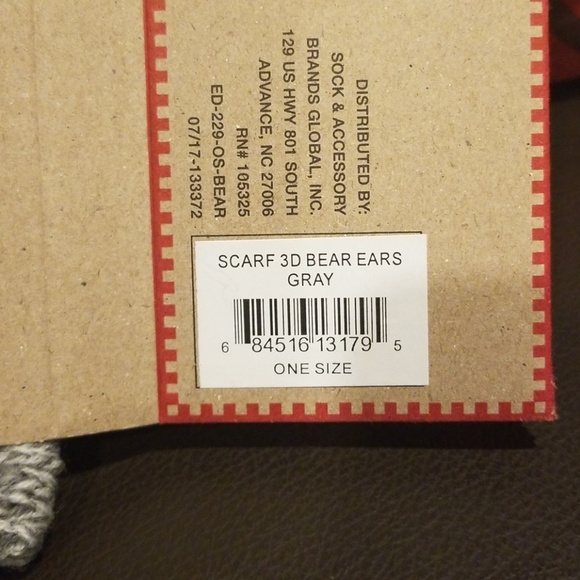 DISTRIBUTED BY:
SOCK & ACCESSORY
BRANDS GLOBAL, INC.
129 US HWY 801 SOUTH
ADVANCE, NC 27006
RN# 105325
ED-229-OS-BEAR
07/17-133372
SCARF 3D BEAR EARS
GRAY
6 84516 13179 5
ONE SIZE